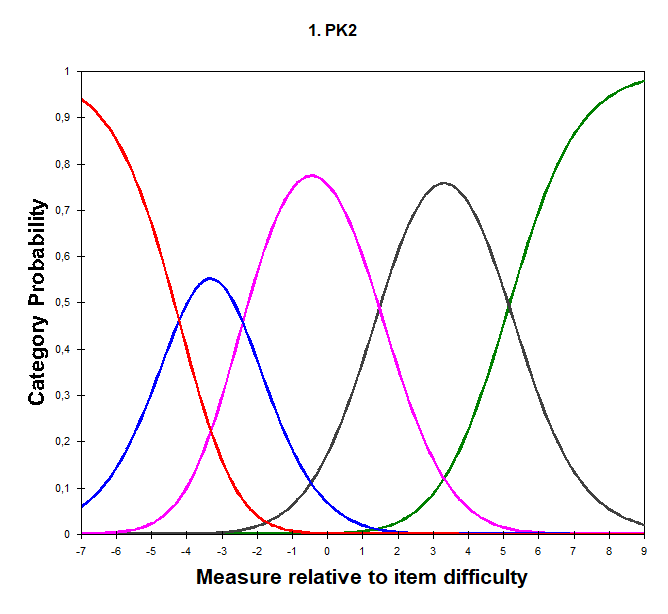 1. PK2
1
0,9
0,8
0,7
0,6
0,5
0,4
0,3
0,2
0,1
0
Category Probability
-7 -6 -5 -4 -3 -2 -1 0 1 2 3 4 5 6 7 8 9
Measure relative to item difficulty